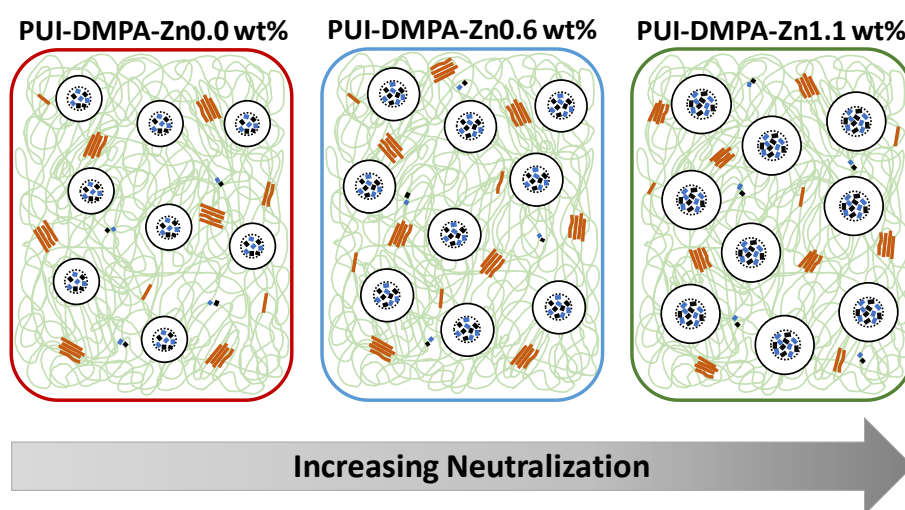 PUI-DMPA-Zn0.0 wt%
PUI-DMPA-Zn0.6 wt%
PUI-DMPA-Zn1.1 wt%
Increasing Neutralization